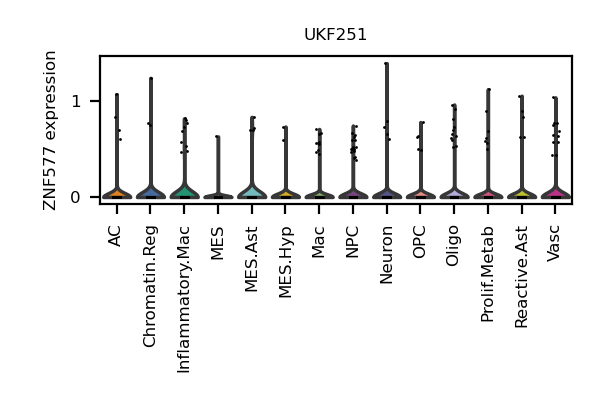 UKF251
ZNF577 expression
1
0
AC
Chromatin.Reg
Inflammatory.Mac
MES
MES.Ast
MES.Hyp
Mac
NPC
Neuron
OPC
Oligo
Prolif.Metab
Reactive.Ast
Vasc